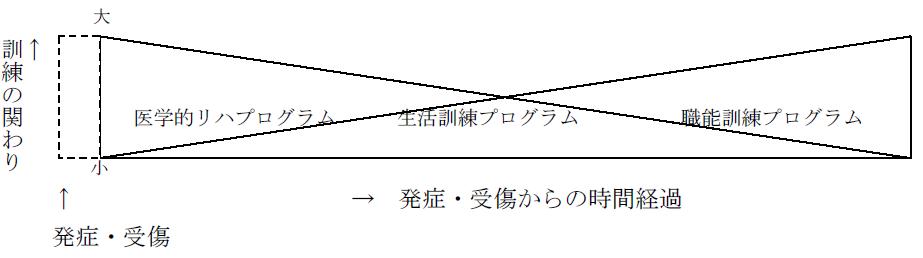 大
訓練の関わり
↑
医学的リハプログラム
生活訓練プログラム
職能訓練プログラム
小
↑
→ 発症・受傷からの時間経過
発症・受傷